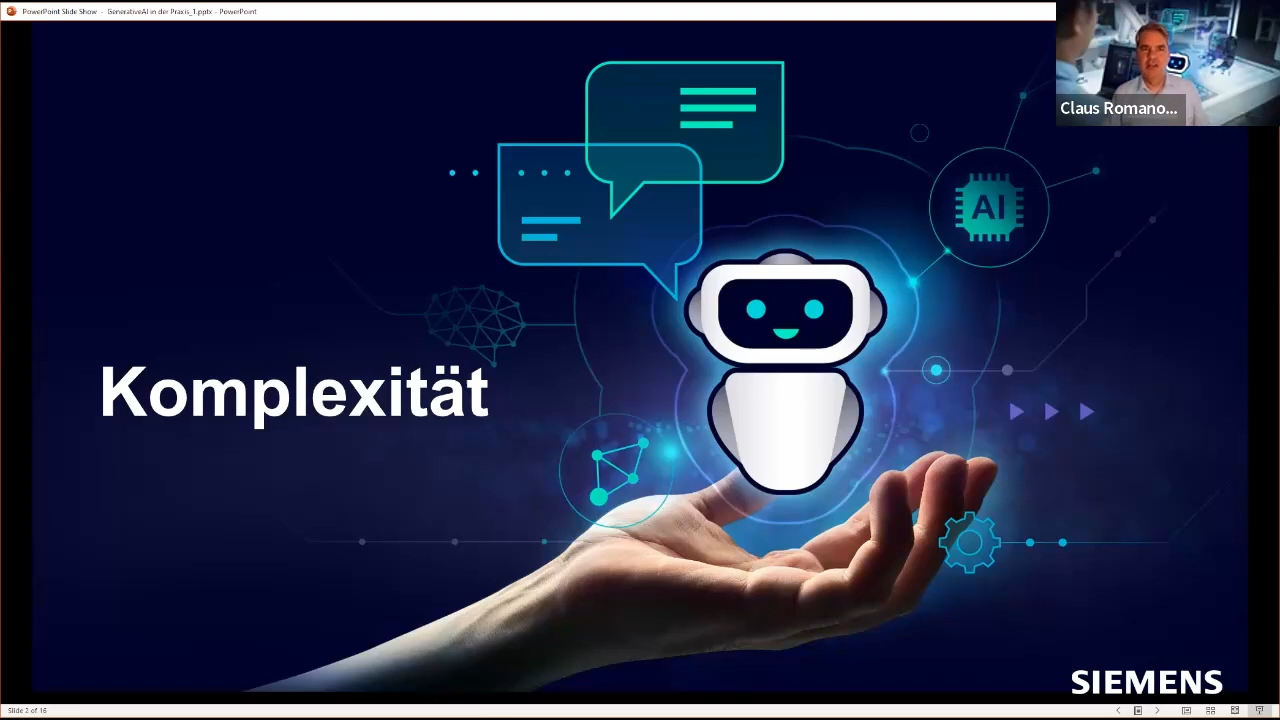 PowerPoint Slide Show - GenerativeAI in der Praxis_1.pptx - PowerPoint
Claus Romano...
AI
Komplexität
SIEMENS
Slide 2 of 16